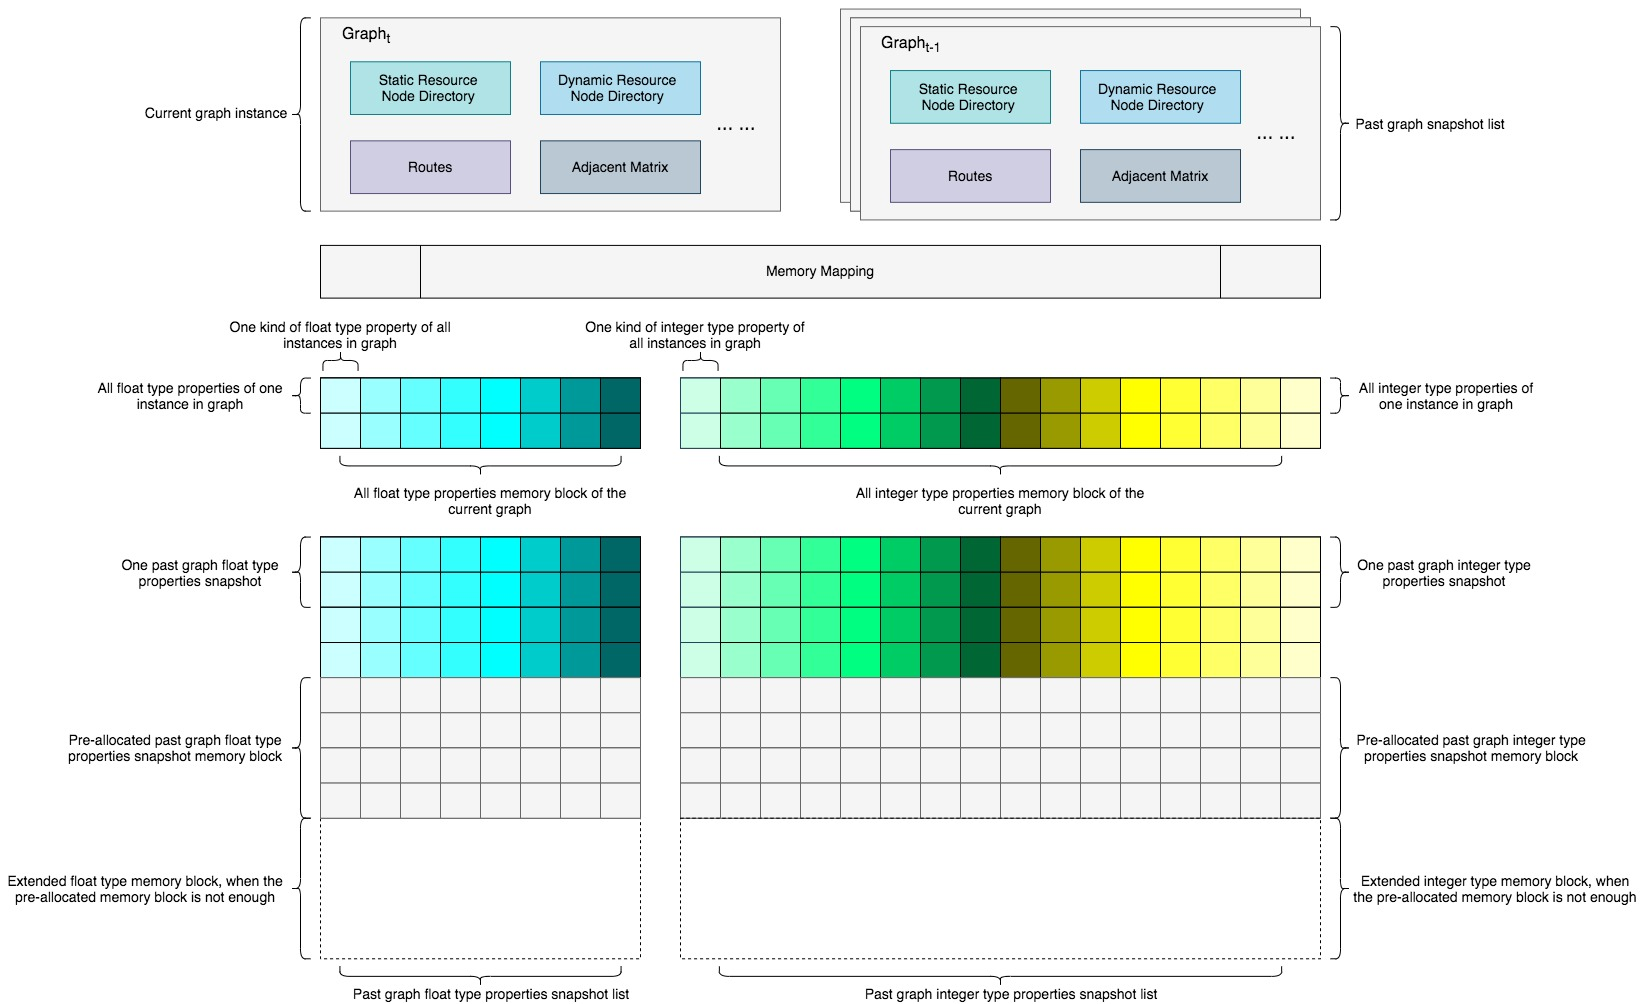 Graph_t
Static Resource
Node Directory
Dynamic Resource
Node Directory
... ...
Routes
Adjacent Matrix
Current graph instance
Graph_t-1
Static Resource
Node Directory
Dynamic Resource
Node Directory
... ...
Routes
Adjacent Matrix
Past graph snapshot list
Memory Mapping
One kind of float type property of all
instances in graph
One kind of integer type property of
all instances in graph
All float type properties of one
instance in graph
All integer type properties of
one instance in graph
All float type properties memory block of the
current graph
All integer type properties memory block of the
current graph
One past graph float type
properties snapshot
One past graph integer type
properties snapshot
Pre-allocated past graph float type
properties snapshot memory block
Pre-allocated past graph integer type
properties snapshot memory block
Extended float type memory block, when the
pre-allocated memory block is not enough
Extended integer type memory block, when
the pre-allocated memory block is not enough
Past graph float type properties snapshot list
Past graph integer type properties snapshot list